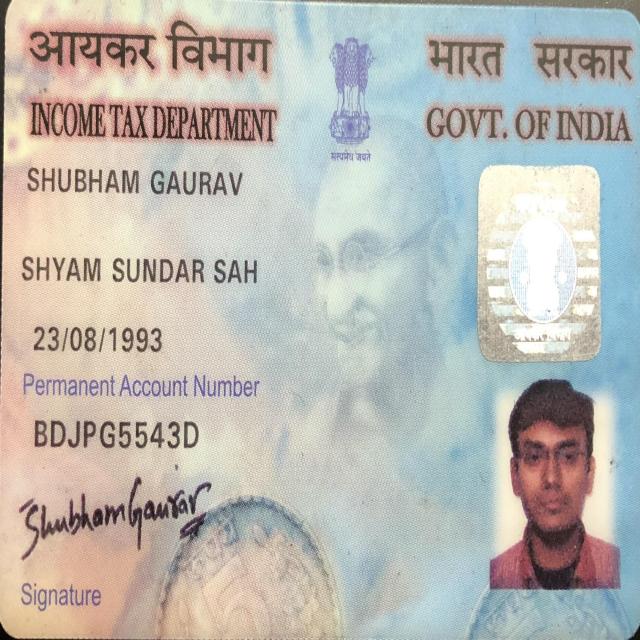 आयकर विभाग
भारत सरकार
INCOME TAX DEPARTMENT
GOVT. OF INDIA
सत्यमेव जयते
SHUBHAM GAURAV
SHYAM SUNDAR SAH
23/08/1993
Permanent Account Number
BDJPG5543D
Shubham Gaurav
Signature